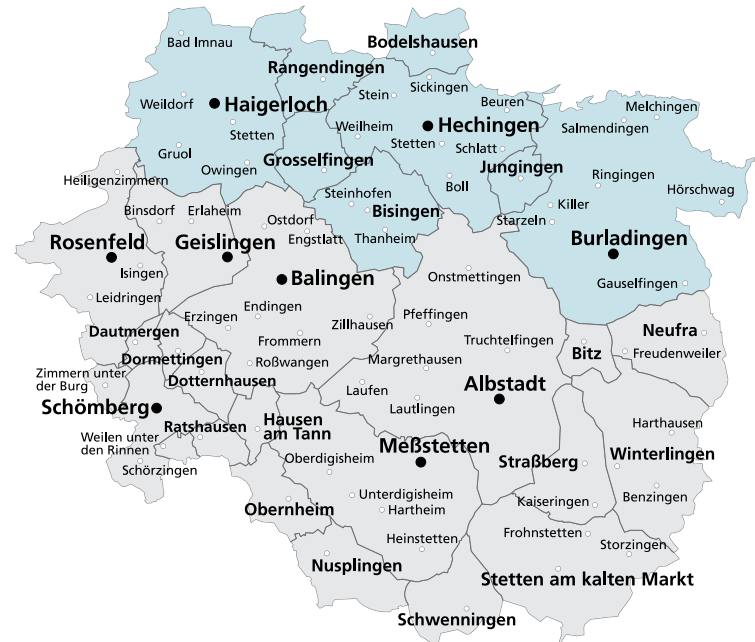 Bad Imnau
Bodelshausen
Rangendingen
Sickingen
Stein
Weildorf
Haigerloch
Beuren
Melchingen
Salmendingen
Stetten
Weilheim
Hechingen
Gruol
Stetten
Schlatt
Owingen
Grosselfingen
Jungingen
Heiligenzimmern
Boll
Ringingen
Hörschwag
Steinhofen
Killer
Binsdorf
Erlaheim
Bisingen
Ostdorf
Starzeln
Engstlatt
Thanheim
Rosenfeld
Geislingen
Burladingen
Isingen
Balingen
Onstmettingen
Gauselfingen
Leidringen
Endingen
Erzingen
Pfeffingen
Zillhausen
Dautmergen
Frommern
Truchtelfingen
Neufra
Dormettingen
Bitz
Freudenweiler
Roßwangen
Margrethausen
Zimmern unter
der Burg
Dotternhausen
Laufen
Albstadt
Schömberg
Lautlingen
Ratshausen
Hausen
am Tann
Harthausen
Weilen unter
den Rinnen
Meßstetten
Winterlingen
Oberdigisheim
Straßberg
Schörzingen
Unterdigisheim
Benzingen
Kaiseringen
Obernheim
Hartheim
Frohnstetten
Heinstetten
Storzingen
Nusplingen
Stetten am kalten Markt
Schwenningen